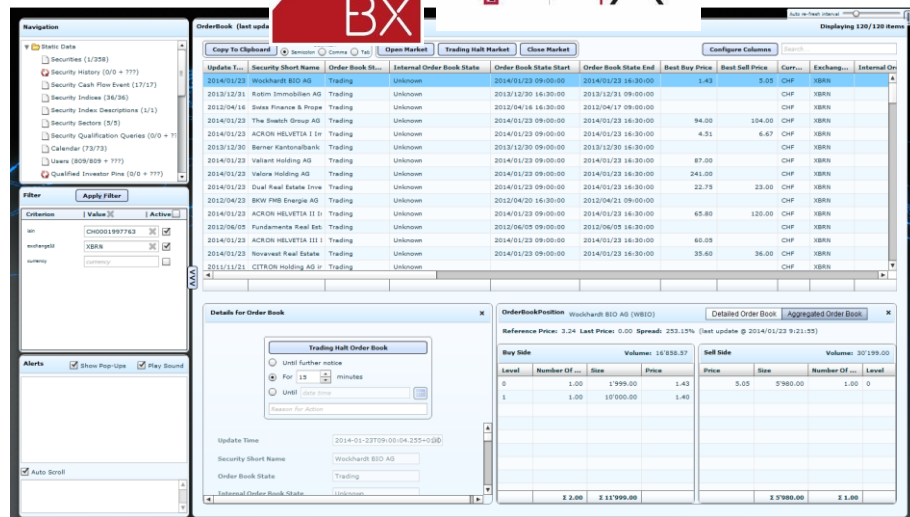 BX
Auto re-fresh interval
Navigation
Static Data
Securities (1/358)
Security History (0/0 + ???)
Security Cash Flow Event (17/17)
Security Indices (36/36)
Security Index Descriptions (1/1)
Security Sectors (5/5)
Security Qualification Queries (0/0 + ??
Calendar (73/73)
Users (809/809 + ???)
Qualified Investor Pins (0/0 + ???)
Filter Apply Filter
Criterion Value Active
isin CH0001997763
exchangeId XBRN
currency currency
Alerts Show Pop-Ups Play Sound
Auto Scroll
OrderBook (last upda Displaying 120/120 items
Copy To Clipboard Semicolon Comma Tab Open Market Trading Halt Market Close Market Configure Columns Search...
Update T... Security Short Name Order Book St... Internal Order Book State Order Book State Start Order Book State End Best Buy Price Best Sell Price Curr... Exchang... Internal Or
2014/01/23 Wockhardt BIO AG Trading Unknown 2014/01/23 09:00:00 2014/01/23 16:30:00 1.43 5.05 CHF XBRN
2013/12/31 Rotim Immobilien AG Trading Unknown 2013/12/30 16:30:00 2013/12/31 09:00:00 CHF XBRN
2012/04/16 Swiss Finance & Prope Trading Unknown 2012/04/16 16:30:00 2012/04/17 09:00:00 CHF XBRN
2014/01/23 The Swatch Group AG Trading Unknown 2014/01/23 09:00:00 2014/01/23 16:30:00 94.00 104.00 CHF XBRN
2014/01/23 ACRON HELVETIA I Im Trading Unknown 2014/01/23 09:00:00 2014/01/23 16:30:00 4.51 6.67 CHF XBRN
2013/12/30 Berner Kantonalbank Trading Unknown 2013/12/30 09:00:00 2013/12/30 16:30:00 CHF XBRN
2014/01/23 Valiant Holding AG Trading Unknown 2014/01/23 09:00:00 2014/01/23 16:30:00 87.00 CHF XBRN
2014/01/23 Valora Holding AG Trading Unknown 2014/01/23 09:00:00 2014/01/23 16:30:00 241.00 CHF XBRN
2014/01/23 Dual Real Estate Inve Trading Unknown 2014/01/23 09:00:00 2014/01/23 16:30:00 22.75 23.00 CHF XBRN
2012/04/23 BKW FMB Energie AG Trading Unknown 2012/04/20 16:30:00 2012/04/21 09:00:00 CHF XBRN
2014/01/23 ACRON HELVETIA II I Trading Unknown 2014/01/23 09:00:00 2014/01/23 16:30:00 65.80 120.00 CHF XBRN
2012/06/05 Fundamenta Real Est Trading Unknown 2012/06/05 09:00:00 2012/06/05 16:30:00 CHF XBRN
2014/01/23 ACRON HELVETIA III I Trading Unknown 2014/01/23 09:00:00 2014/01/23 16:30:00 60.05 CHF XBRN
2014/01/23 Novavest Real Estate Trading Unknown 2014/01/23 09:00:00 2014/01/23 16:30:00 35.60 36.00 CHF XBRN
2011/11/21 CITRON Holding AG ir Trading Unknown CHF XBRN
Details for Order Book
Trading Halt Order Book
Until further notice
For 15 minutes
Until date time
Reason for Action
Update Time 2014-01-23T09:00:04.255-01:00
Security Short Name Wockhardt BIO AG
Order Book State Trading
Internal Order Book State Unknown
OrderBookPosition Wockhardt BIO AG (WBIO) Detailed Order Book Aggregated Order Book
Reference Price: 3.24 Last Price: 0.00 Spread: 253.15% (last update @ 2014/01/23 9:21:55)
Buy Side Volume: 16'858.57 Sell Side Volume: 30'199.00
Level Number Of ... Size Price Price Size Number Of ... Level
0 1.00 1'999.00 1.43 5.05 5'980.00 1.00 0
1 1.00 10'000.00 1.40
Σ 2.00 Σ 11'999.00 Σ 5'980.00 Σ 1.00